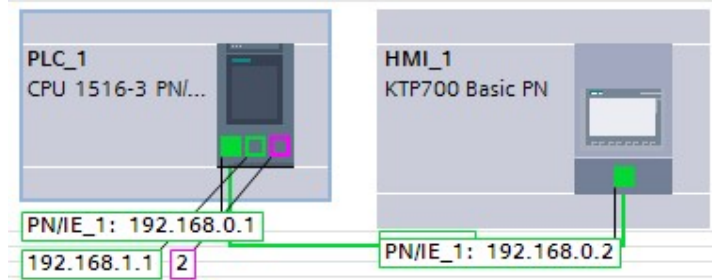 PLC_1
CPU 1516-3 PN/...
HMI_1
KTP700 Basic PN
PN/IE_1: 192.168.0.1
192.168.1.1
2
PN/IE_1: 192.168.0.2